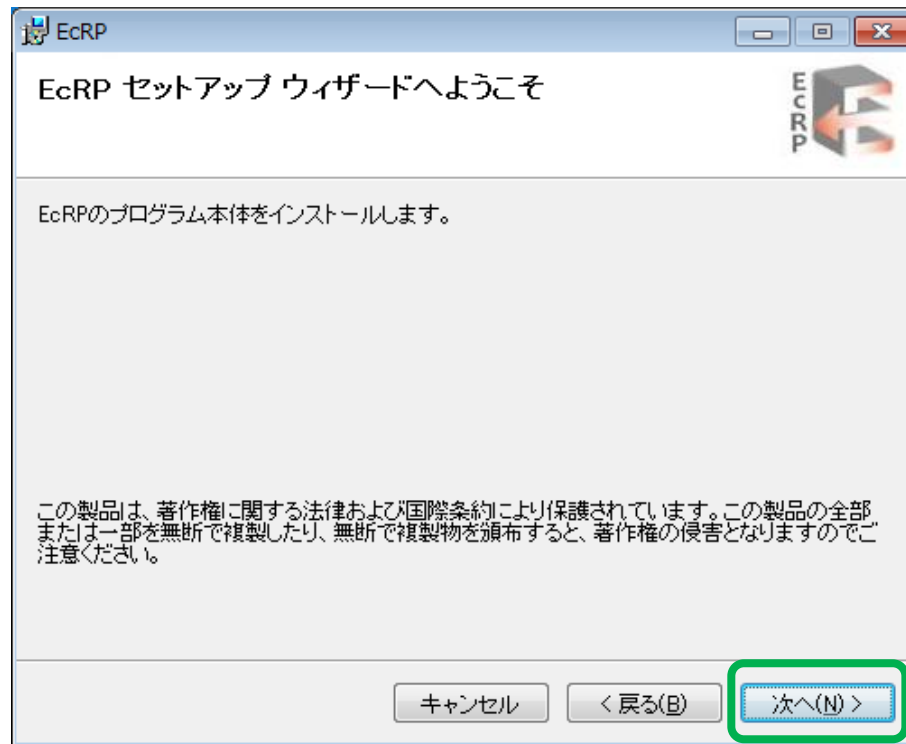 EcRP
EcRP セットアップ ウィザードへようこそ
EcRP
EcRPのプログラム本体をインストールします。
この製品は、著作権に関する法律および国際条約により保護されています。この製品の全部
または一部を無断で複製したり、無断で複製物を頒布すると、著作権の侵害となりますのでご
注意ください。
キャンセル
< 戻る(B)
次へ(N) >